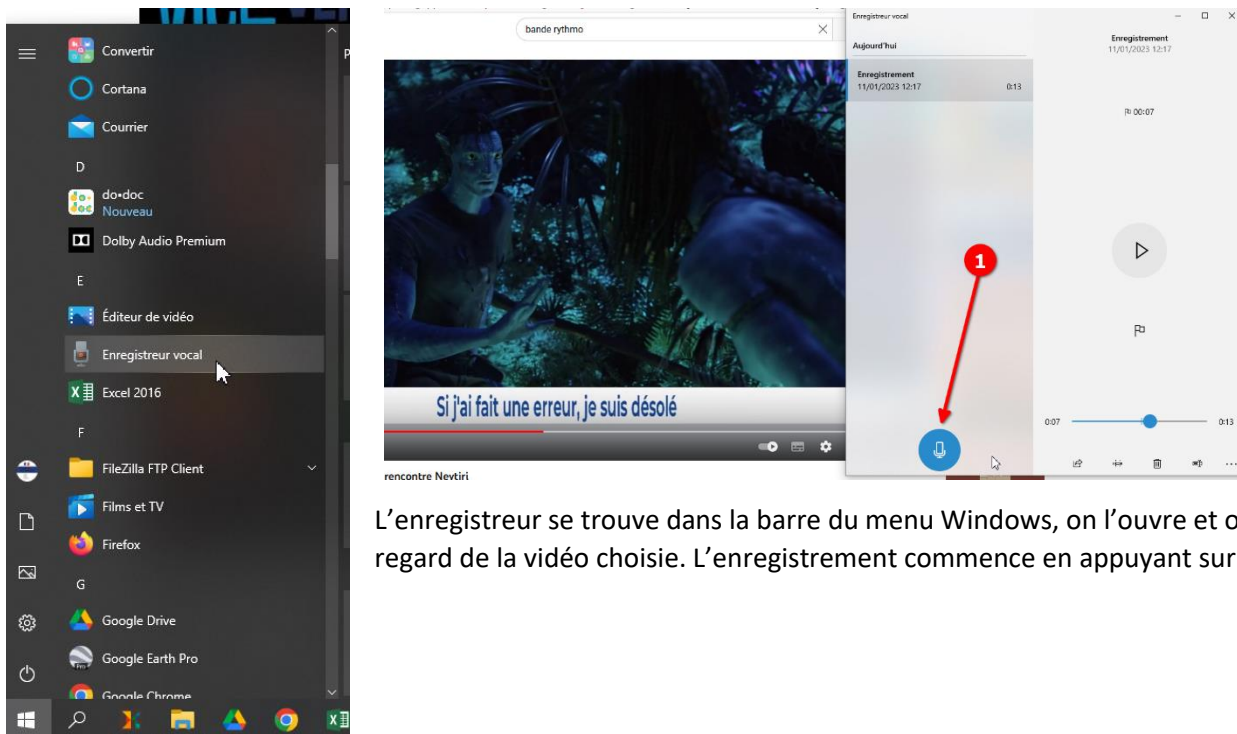 VICE VE
Convertir
Cortana
Courrier
D
do•doc
Nouveau
Dolby Audio Premium
E
Éditeur de vidéo
Enregistreur vocal
Excel 2016
F
FileZilla FTP Client
Films et TV
Firefox
G
Google Drive
Google Earth Pro
Google Chrome
bande rythmo
Si j'ai fait une erreur, je suis désolé
rencontre Neytiri
Enregistreur vocal
Aujourd'hui
Enregistrement
11/01/2023 12:17
0:13
Enregistrement
11/01/2023 12:17
00:07
1
0:07
0:13
L'enregistreur se trouve dans la barre du menu Windows, on l'ouvre et o
regard de la vidéo choisie. L'enregistrement commence en appuyant sur